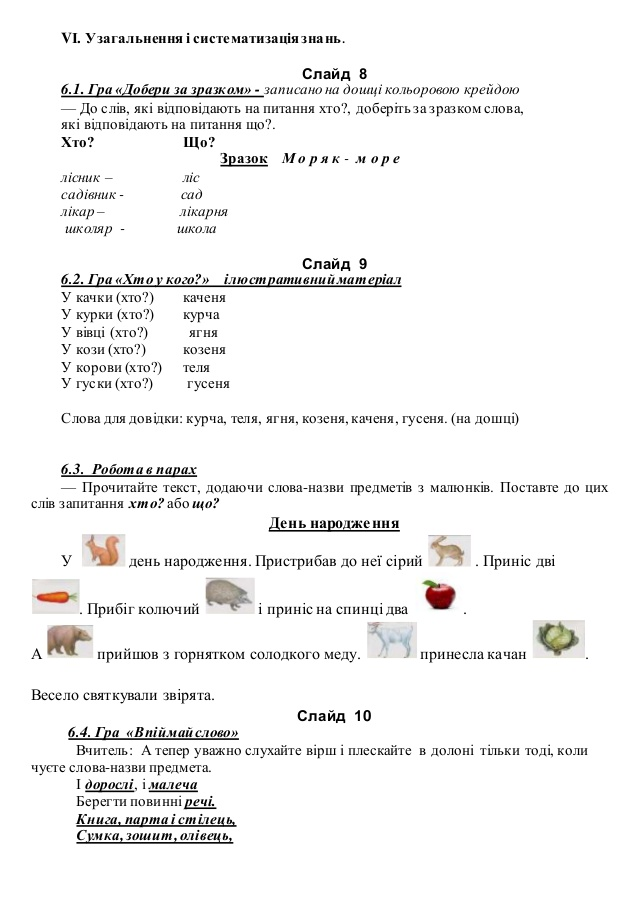 VI. Узагальнення і систематизація знань.
Слайд 8
6.1. Гра «Добери за зразком» - записано на дошці кольоровою крейдою
— До слів, які відповідають на питання хто?, доберіть за зразком слова,
які відповідають на питання що?.
Хто? Що?
Зразок М о р я к - м о р е
лісник – ліс
садівник - сад
лікар – лікарня
школяр - школа
Слайд 9
6.2. Гра «Хто у кого?» ілюстративний матеріал
У качки (хто?) каченя
У курки (хто?) курча
У вівці (хто?) ягня
У кози (хто?) козеня
У корови (хто?) теля
У гуски (хто?) гусеня
Слова для довідки: курча, теля, ягня, козеня, каченя, гусеня. (на дошці)
6.3. Робота в парах
— Прочитайте текст, додаючи слова-назви предметів з малюнків. Поставте до цих
слів запитання хто? або що?
День народження
У день народження. Пристрибав до неї сірий . Приніс дві
. Прибіг колючий і приніс на спинці два .
А прийшов з горнятком солодкого меду. принесла качан .
Весело святкували звірята.
Слайд 10
6.4. Гра «Впіймай слово»
Вчитель: А тепер уважно слухайте вірш і плескайте в долоні тільки тоді, коли
чуєте слова-назви предмета.
І дорослі, і малеча
Берегти повинні речі.
Книга, парта і стілець,
Сумка, зошит, олівець,